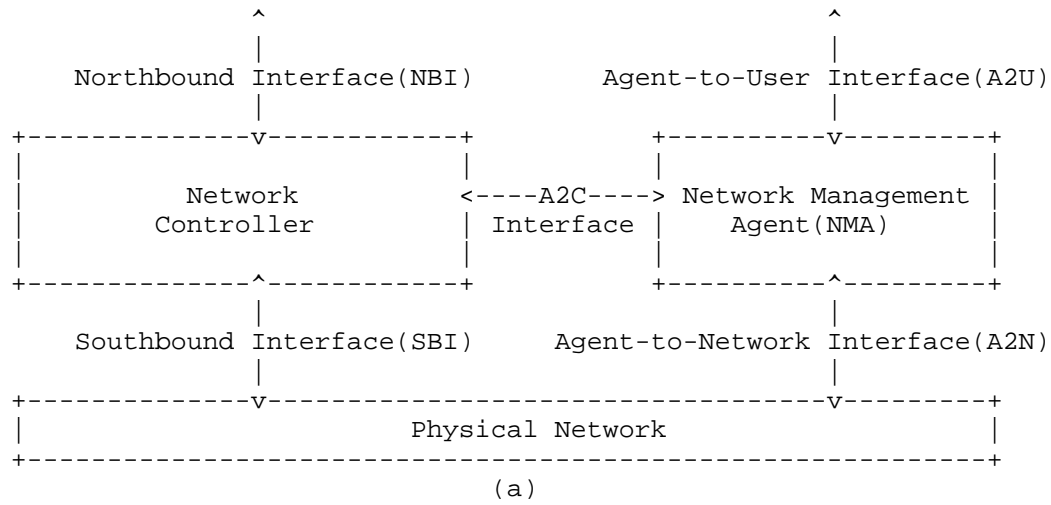 Northbound Interface(NBI) Agent-to-User Interface(A2U)
Network <----A2C----> Network Management
Controller Interface Agent(NMA)
Southbound Interface(SBI) Agent-to-Network Interface(A2N)
Physical Network
(a)